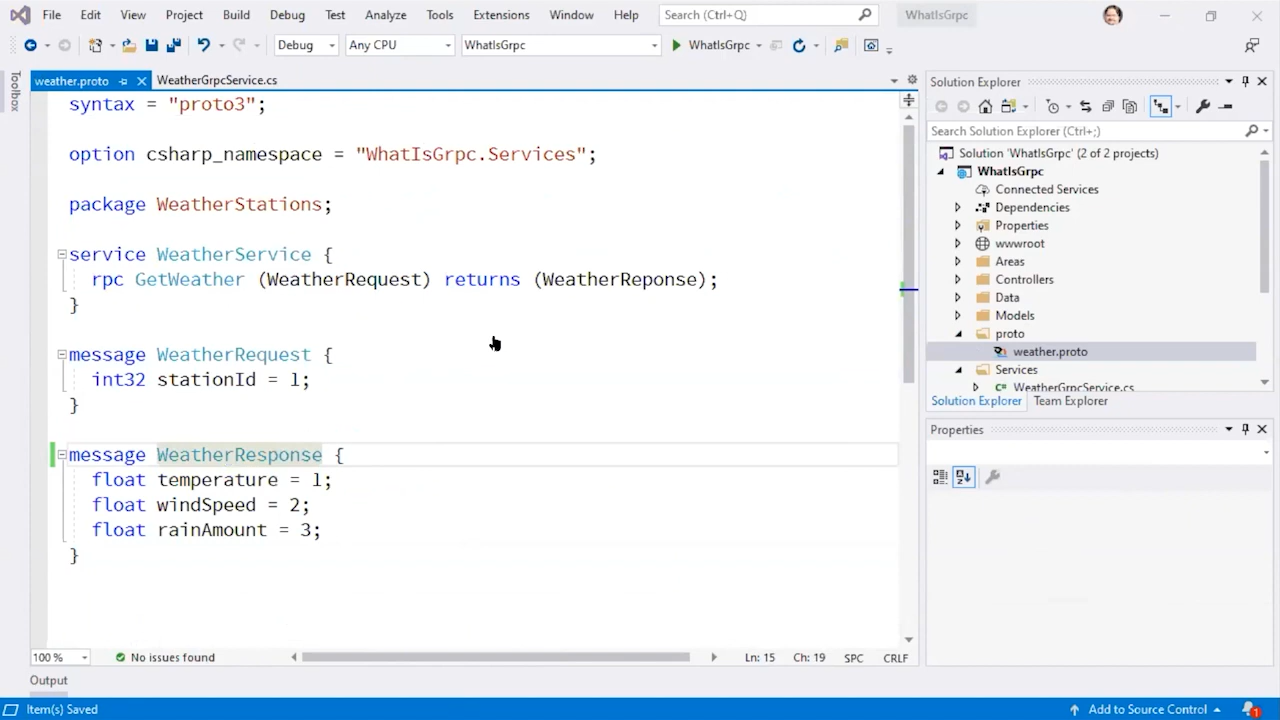 File Edit View Project Build Debug Test Analyze Tools Extensions Window Help Search (Ctrl+Q) WhatIsGrpc
Debug Any CPU WhatIsGrpc WhatIsGrpc
Toolbox
weather.proto WeatherGrpcService.cs
syntax = "proto3";
option csharp_namespace = "WhatIsGrpc.Services";
package WeatherStations;
service WeatherService {
rpc GetWeather (WeatherRequest) returns (WeatherReponse);
}
message WeatherRequest {
int32 stationId = 1;
}
message WeatherResponse {
float temperature = 1;
float windSpeed = 2;
float rainAmount = 3;
}
100 % No issues found Ln: 15 Ch: 19 SPC CRLF
Output
Item(s) Saved Add to Source Control 1
Solution Explorer
Search Solution Explorer (Ctrl+;)
Solution 'WhatIsGrpc' (2 of 2 projects)
WhatIsGrpc
Connected Services
Dependencies
Properties
wwwroot
Areas
Controllers
Data
Models
proto
weather.proto
Services
WeatherGrpcService.cs
Solution Explorer Team Explorer
Properties